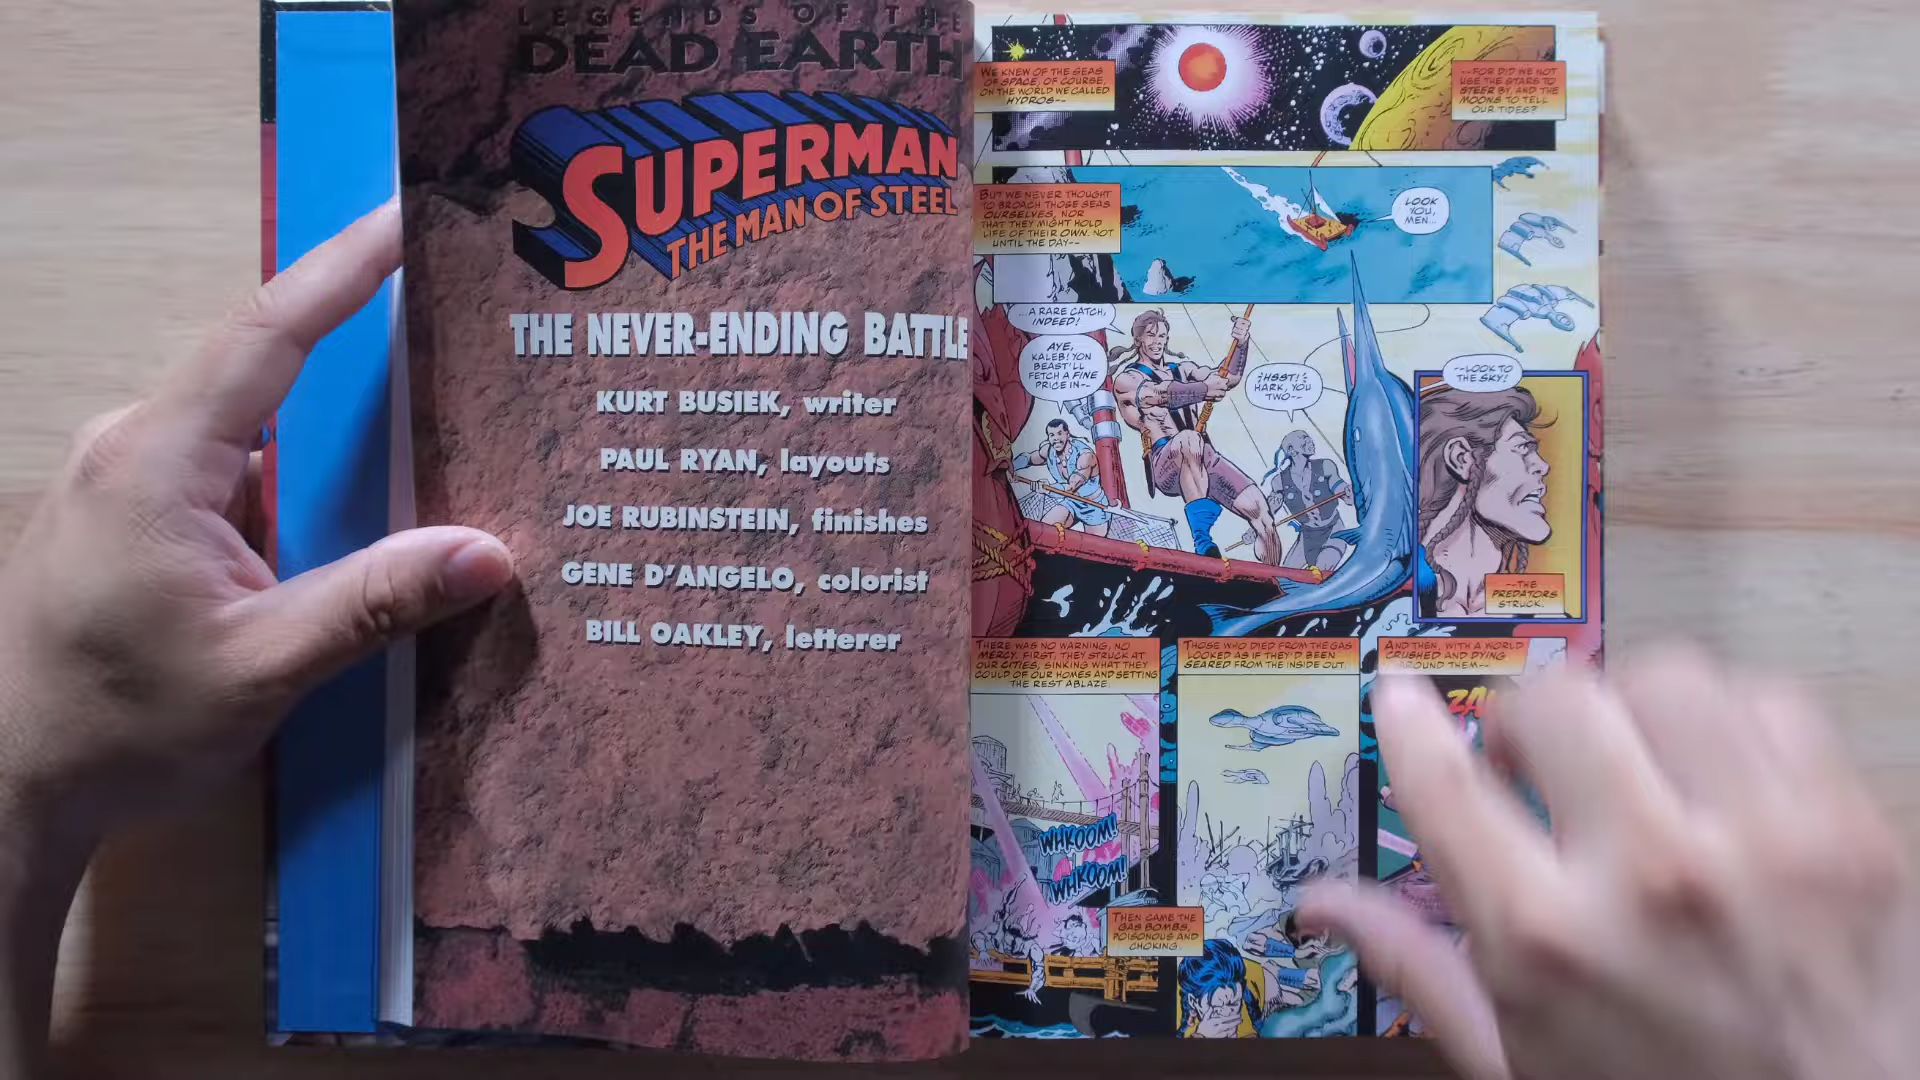 LEGENDS OF THE
DEAD EARTH
SUPERMAN
THE MAN OF STEEL
THE NEVER-ENDING BATTLE
KURT BUSIEK, writer
PAUL RYAN, layouts
JOE RUBINSTEIN, finishes
GENE D'ANGELO, colorist
BILL OAKLEY, letterer
WE KNEW OF THE SEAS
OF SPACE, OF COURSE,
ON THE WORLD WE CALLED
HYDROS--
--FOR DID WE NOT
USE THE STARS TO
STEER BY, AND THE
MOONS TO TELL
OUR TIDES?
BUT WE NEVER THOUGHT
TO BROACH THOSE SEAS
OURSELVES, NOR
THAT THEY MIGHT HOLD
LIFE OF THEIR OWN. NOT
UNTIL THE DAY--
LOOK
YOU,
MEN...
...A RARE CATCH,
INDEED!
AYE,
KALEB! YON
BEAST'LL
FETCH A FINE
PRICE IN--
:HSST!:
HARK, YOU
TWO--
--LOOK TO
THE SKY!
--THE
PREDATORS
STRUCK.
THERE WAS NO WARNING, NO
MERCY. FIRST, THEY STRUCK AT
OUR CITIES, SINKING WHAT THEY
COULD OF OUR HOMES AND SETTING
THE REST ABLAZE.
WHKOOM!
WHKOOM!
THEN CAME THE
GAS BOMBS,
POISONOUS AND
CHOKING.
THOSE WHO DIED FROM THE GAS
LOOKED AS IF THEY'D BEEN
SEARED FROM THE INSIDE OUT.
AND THEN, WITH A WORLD
CRUSHED AND DYING
AROUND THEM--